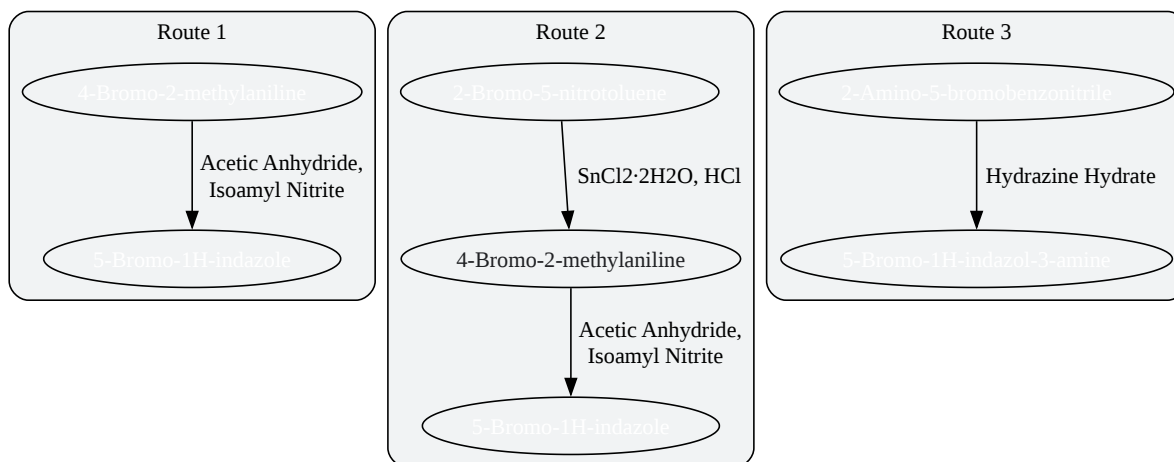 Route 1
4-Bromo-2-methylaniline
Acetic Anhydride,
Isoamyl Nitrite
5-Bromo-1H-indazole
Route 2
2-Bromo-5-nitrotoluene
SnCl2·2H2O, HCl
4-Bromo-2-methylaniline
Acetic Anhydride,
Isoamyl Nitrite
5-Bromo-1H-indazole
Route 3
2-Amino-5-bromobenzonitrile
Hydrazine Hydrate
5-Bromo-1H-indazol-3-amine